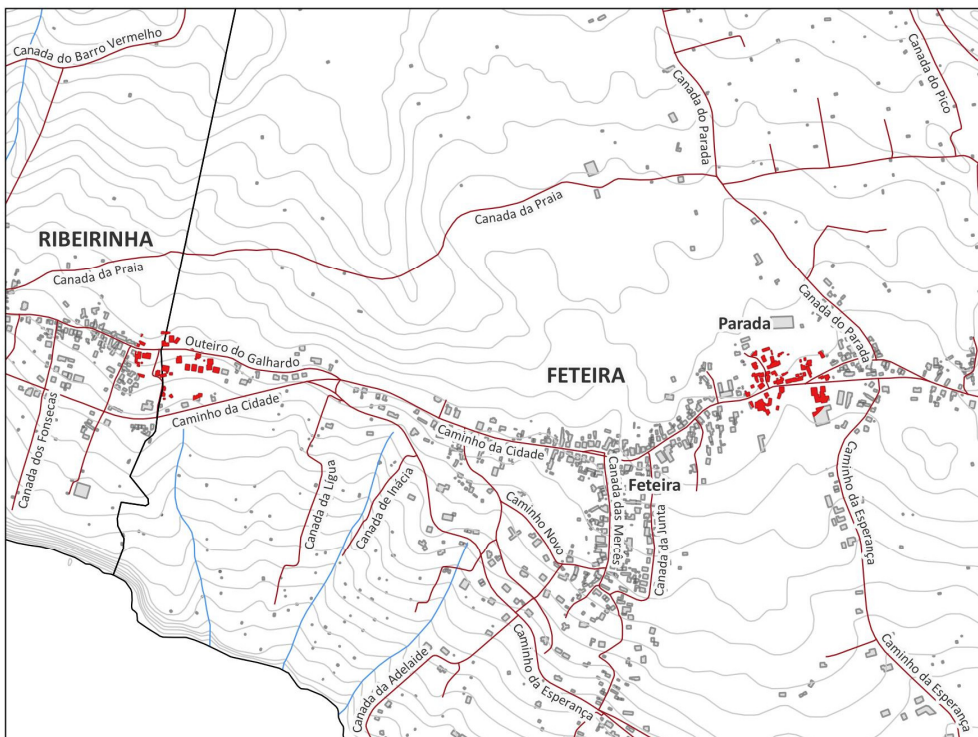 Canada do Barro Vermelho
Canada do Parada
Canada do Pico
Canada da Praia
RIBEIRINHA
Canada da Praia
Canada do Parada
Parada
Outeiro do Galhardo
FETEIRA
Caminho da Cidade
Canada dos Fonsecas
Caminho da Cidade
Canada da Lígua
Canada de Inácia
Caminho Novo
Canada das Mercês
Feteira
Canada da Junta
Caminho da Esperança
Canada da Adelaide
Caminho da Esperança
Caminho da Esperança